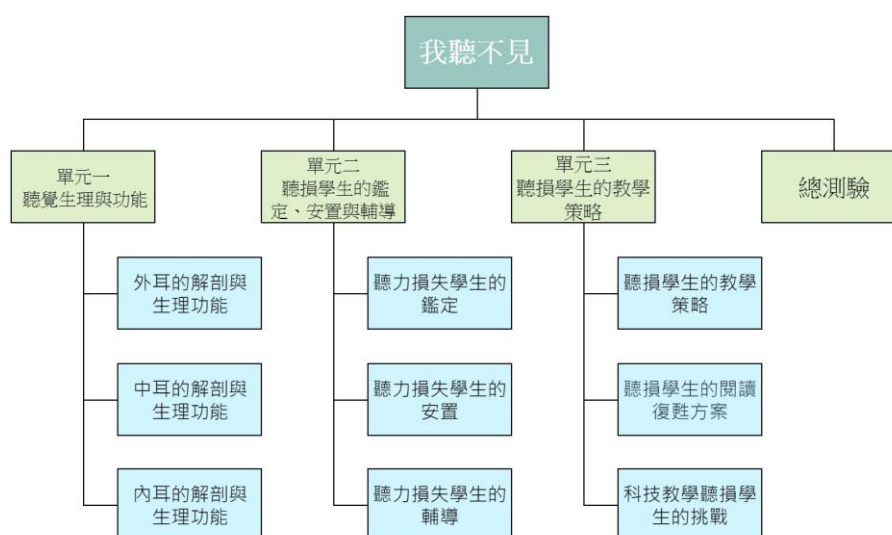 我聽不見
單元一
聽覺生理與功能
單元二
聽損學生的鑑
定、安置與輔導
單元三
聽損學生的教學
策略
總測驗
外耳的解剖與
生理功能
聽力損失學生的
鑑定
聽損學生的教學
策略
中耳的解剖與
生理功能
聽力損失學生的
安置
聽損學生的閱讀
復甦方案
內耳的解剖與
生理功能
聽力損失學生的
輔導
科技教學聽損學
生的挑戰